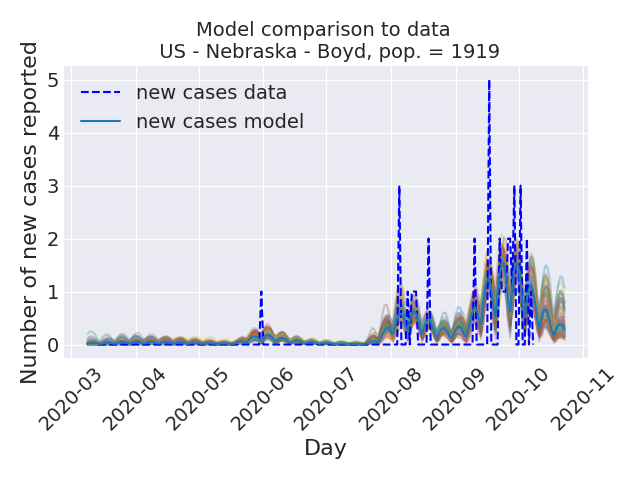 Model comparison to data
US - Nebraska - Boyd, pop. = 1919
Number of new cases reported
5
4
3
2
1
0
new cases data
new cases model
2020-03
2020-04
2020-05
2020-06
2020-07
2020-08
2020-09
2020-10
2020-11
Day